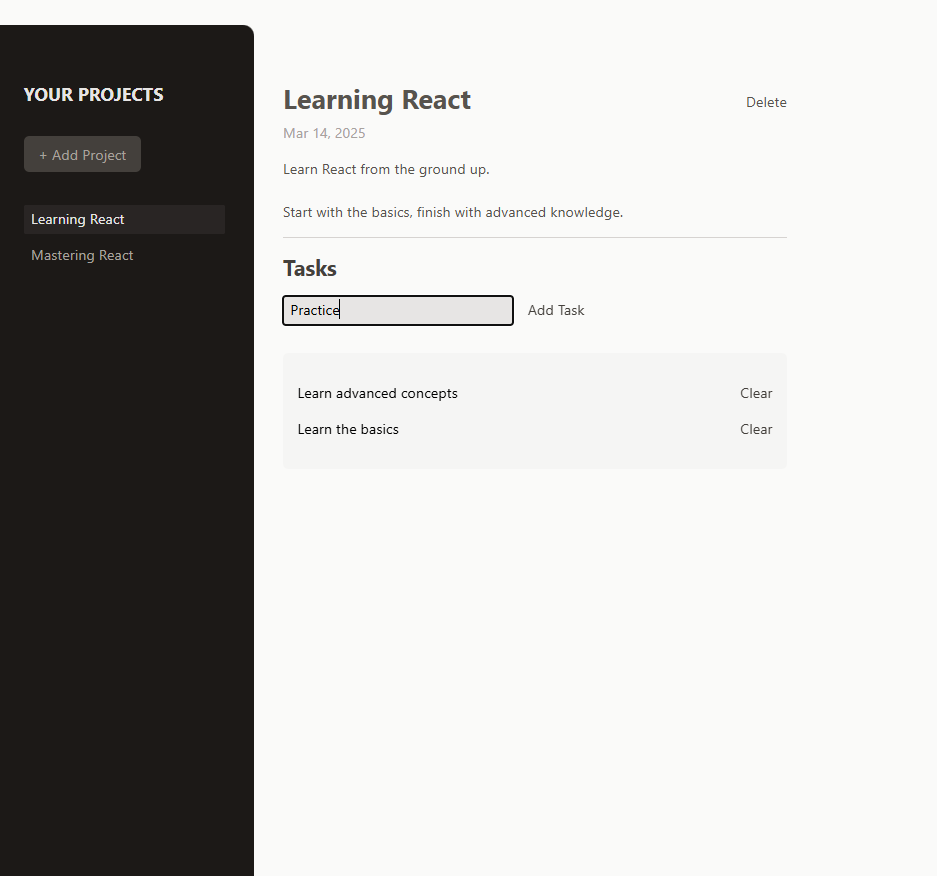 YOUR PROJECTS
+ Add Project
Learning React
Mastering React
Learning React
Delete
Mar 14, 2025
Learn React from the ground up.
Start with the basics, finish with advanced knowledge.
Tasks
Practice
Add Task
Learn advanced concepts
Clear
Learn the basics
Clear